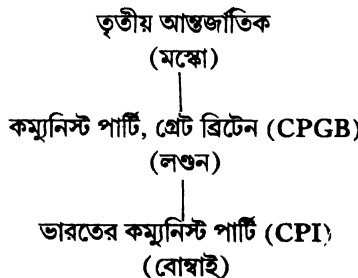 তৃতীয় আন্তর্জাতিক
(মস্কো)
কম্যুনিস্ট পার্টি, গ্রেট ব্রিটেন (CPGB)
(লণ্ডন)
ভারতের কম্যুনিস্ট পার্টি (CPI)
(বোম্বাই)